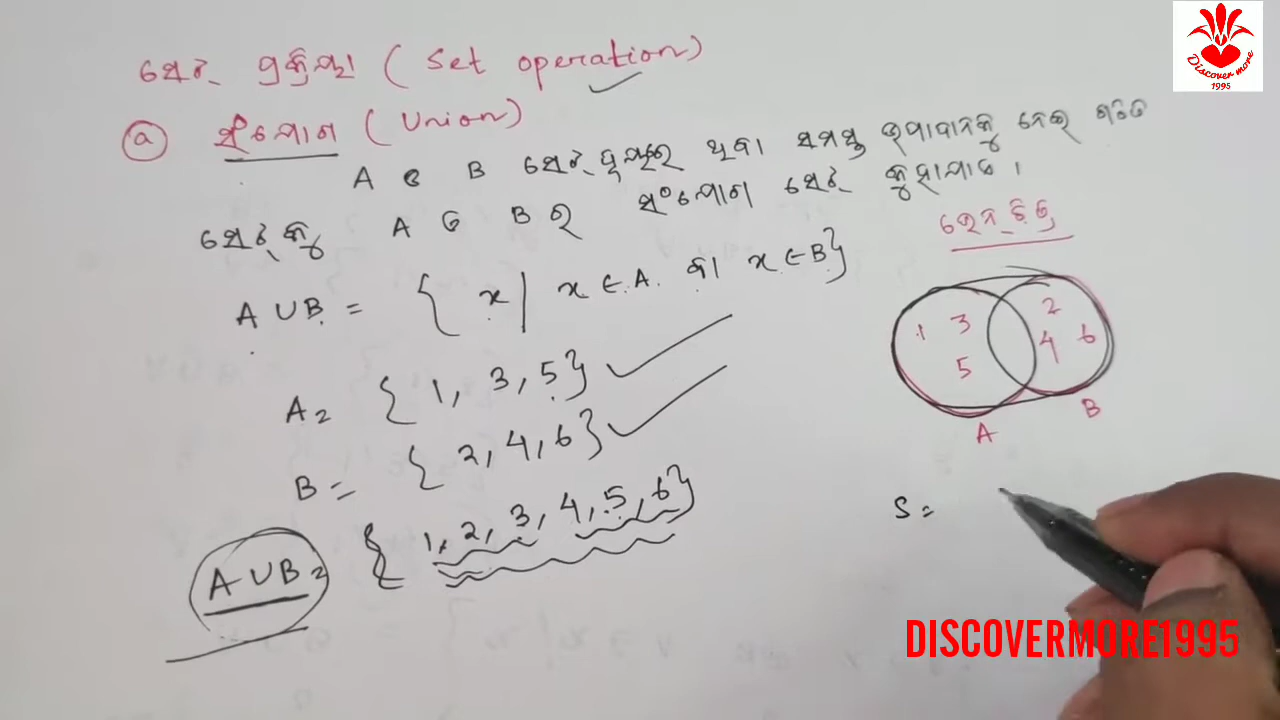 ସେଟ୍ ପ୍ରକ୍ରିୟା ( Set operation)
ⓐ ସଂଯୋଗ ( Union)
A ଓ B ସେଟ୍ ଦ୍ୱୟରେ ଥିବା ସମସ୍ତ ଉପାଦାନକୁ ନେଇ ଗଠିତ
ସେଟ୍ କୁ A ଓ B ର ସଂଯୋଗ ସେଟ୍ କୁହାଯାଏ ।
A ∪ B = { x | x ∈ A ବା x ∈ B}
A = { 1, 3, 5}
B = { 2, 4, 6}
A ∪ B = { 1, 2, 3, 4, 5, 6}
ଭେନ୍ ଚିତ୍ର
1 3 5
2 4 6
A
B
S =
Discover more
1995
DISCOVERMORE1995